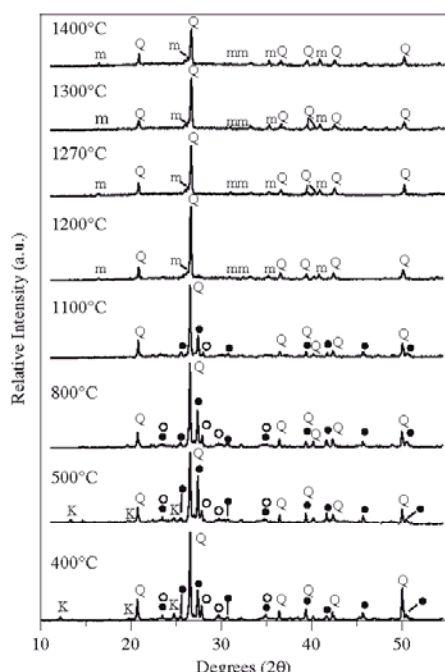 1400°C m Q m Q mm m Q Q m Q Q
1300°C m Q m Q mm m Q Q m Q Q
1270°C m Q m Q mm m Q Q m Q Q
1200°C m Q m Q mm m Q Q m Q Q
1100°C Q Q Q Q Q Q Q
800°C Q Q Q Q Q Q Q
500°C K K Q K Q Q Q Q Q
400°C K K Q K Q Q Q Q Q
10 20 30 40 50
Degrees (2θ)
Relative Intensity (a.u.)